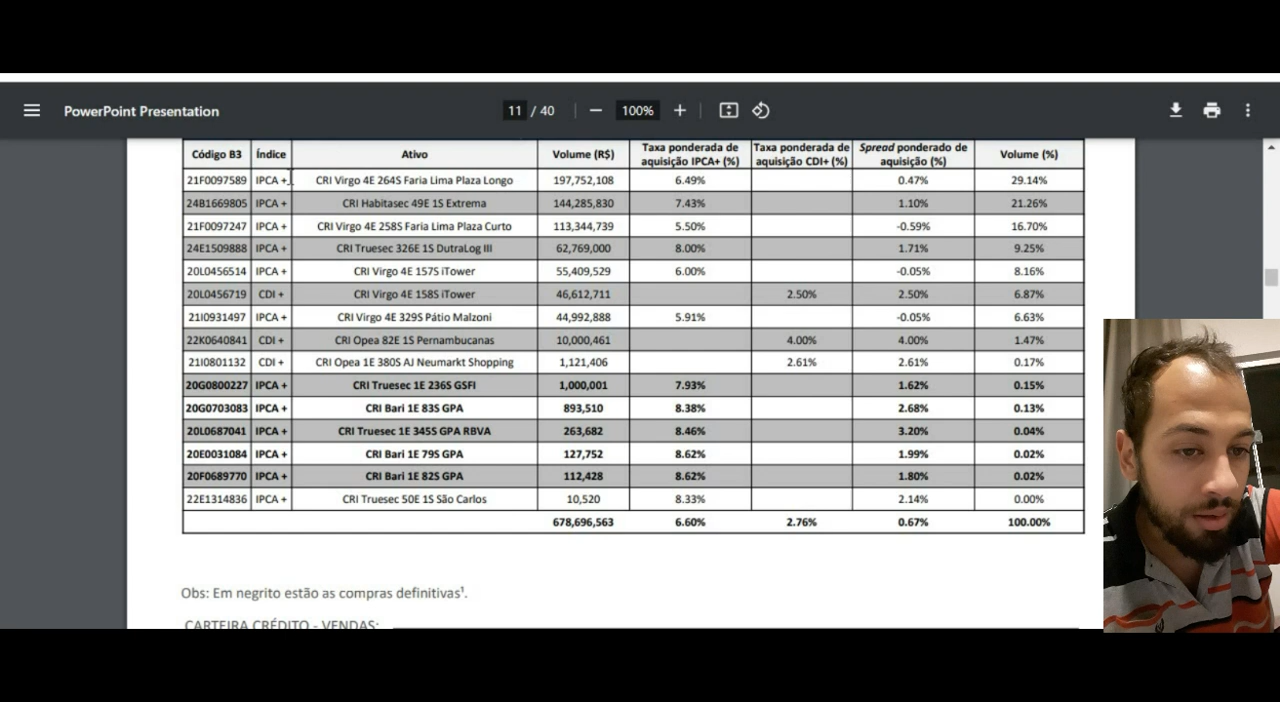 PowerPoint Presentation 11 / 40 100%
Código B3 Índice Ativo Volume (R$) Taxa ponderada de aquisição IPCA+ (%) Taxa ponderada de aquisição CDI+ (%) Spread ponderado de aquisição (%) Volume (%)
21F0097589 IPCA + CRI Virgo 4E 264S Faria Lima Plaza Longo 197,752,108 6.49% 0.47% 29.14%
24B1669805 IPCA + CRI Habitasec 49E 1S Extrema 144,285,830 7.43% 1.10% 21.26%
21F0097247 IPCA + CRI Virgo 4E 258S Faria Lima Plaza Curto 113,344,739 5.50% -0.59% 16.70%
24E1509888 IPCA + CRI Truesec 326E 1S DutraLog III 62,769,000 8.00% 1.71% 9.25%
20L0456514 IPCA + CRI Virgo 4E 157S iTower 55,409,529 6.00% -0.05% 8.16%
20L0456719 CDI + CRI Virgo 4E 158S iTower 46,612,711 2.50% 2.50% 6.87%
21I0931497 IPCA + CRI Virgo 4E 329S Pátio Malzoni 44,992,888 5.91% -0.05% 6.63%
22K0640841 CDI + CRI Opea 82E 1S Pernambucanas 10,000,461 4.00% 4.00% 1.47%
21I0801132 CDI + CRI Opea 1E 380S AJ Neumarkt Shopping 1,121,406 2.61% 2.61% 0.17%
20G0800227 IPCA + CRI Truesec 1E 236S GSFI 1,000,001 7.93% 1.62% 0.15%
20G0703083 IPCA + CRI Bari 1E 83S GPA 893,510 8.38% 2.68% 0.13%
20L0687041 IPCA + CRI Truesec 1E 345S GPA RBVA 263,682 8.46% 3.20% 0.04%
20E0031084 IPCA + CRI Bari 1E 79S GPA 127,752 8.62% 1.99% 0.02%
20F0689770 IPCA + CRI Bari 1E 82S GPA 112,428 8.62% 1.80% 0.02%
22E1314836 IPCA + CRI Truesec 50E 1S São Carlos 10,520 8.33% 2.14% 0.00%
678,696,563 6.60% 2.76% 0.67% 100.00%
Obs: Em negrito estão as compras definitivas¹.
CARTEIRA CRÉDITO - VENDAS: